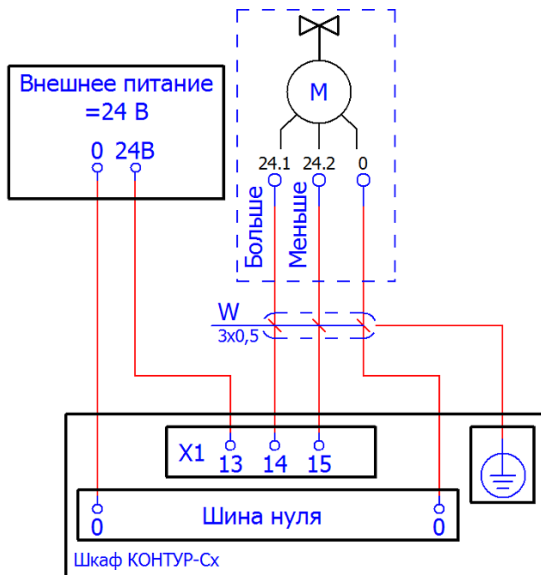 Внешнее питание
=24 В
0 24В
М
24.1 24.2 0
Больше
Меньше
W
3x0,5
X1
13 14 15
0 Шина нуля 0
Шкаф КОНТУР-Сх